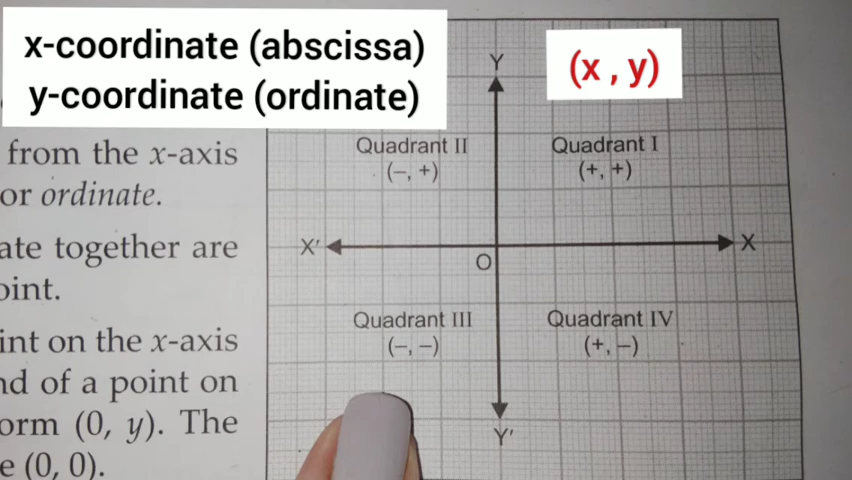 x-coordinate (abscissa)
y-coordinate (ordinate)
(x , y)
from the x-axis
or ordinate.
ate together are
oint.
int on the x-axis
nd of a point on
orm (0, y). The
e (0, 0).
Y
Quadrant II
(–, +)
Quadrant I
(+, +)
X'
X
O
Quadrant III
(–, –)
Quadrant IV
(+, –)
Y'